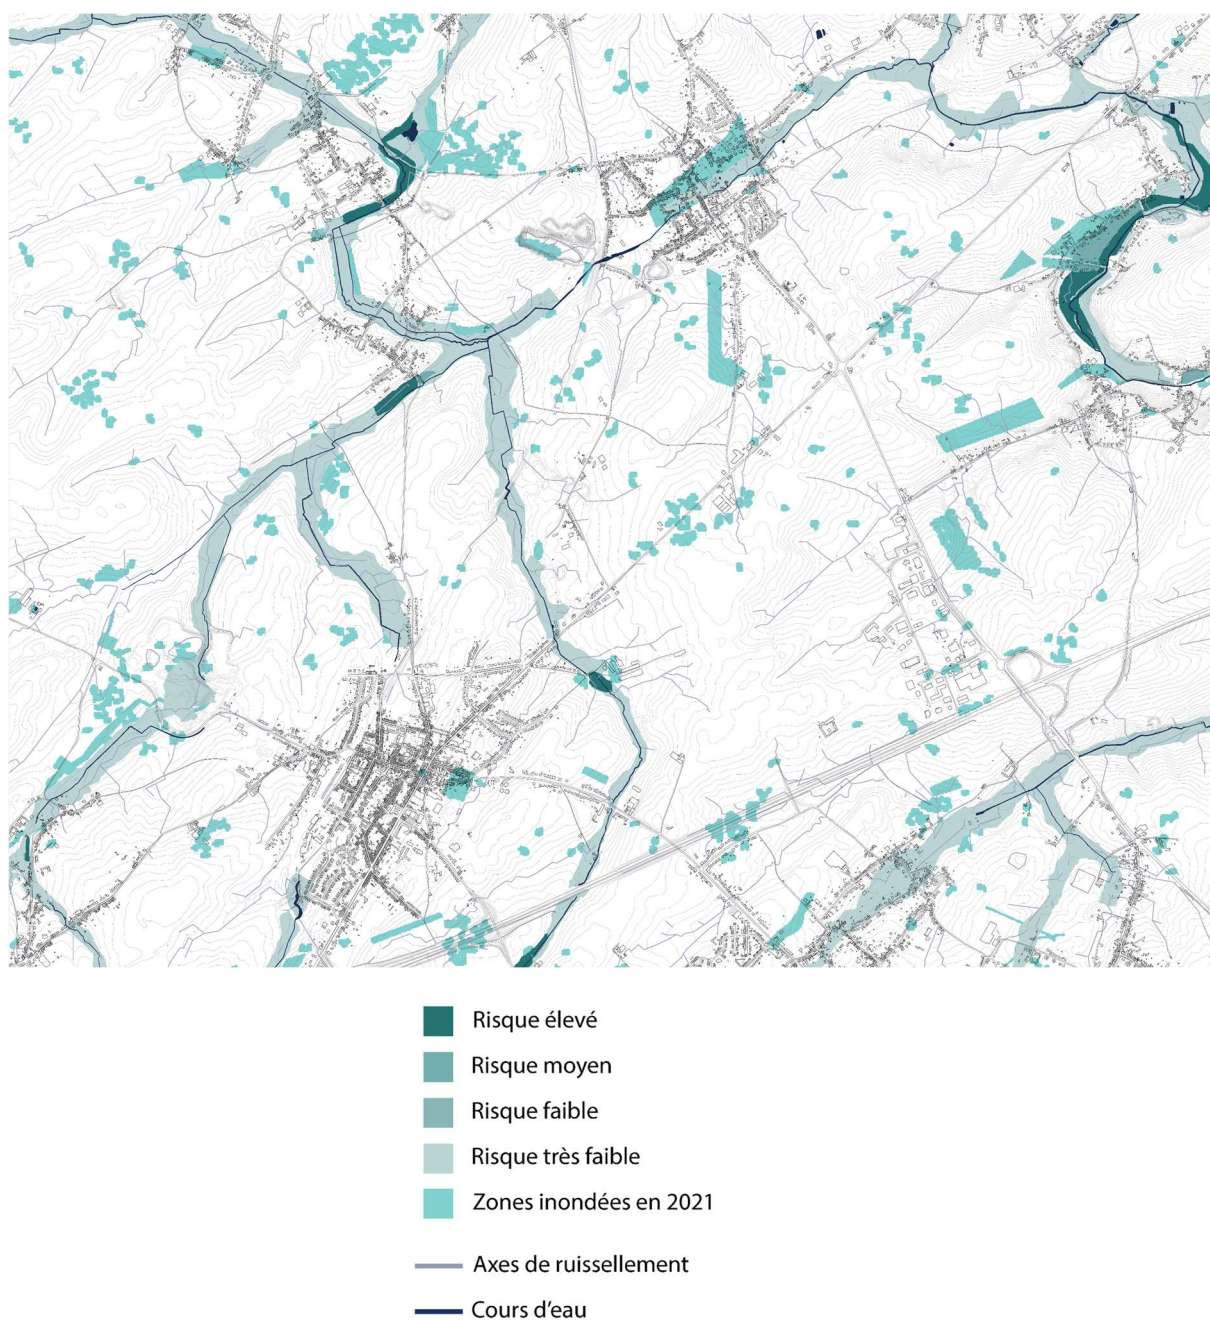 Risque élevé
Risque moyen
Risque faible
Risque très faible
Zones inondées en 2021
Axes de ruissellement
Cours d'eau